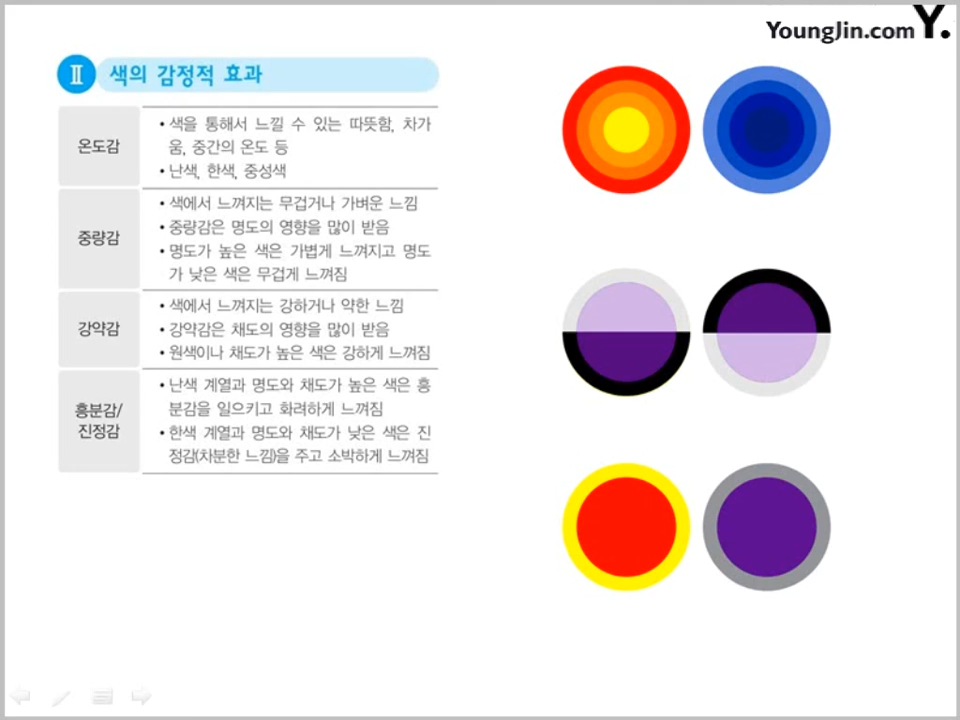 YoungJin.com Y.
Ⅱ 색의 감정적 효과
온도감
• 색을 통해서 느낄 수 있는 따뜻함, 차가
움, 중간의 온도 등
• 난색, 한색, 중성색
중량감
• 색에서 느껴지는 무겁거나 가벼운 느낌
• 중량감은 명도의 영향을 많이 받음
• 명도가 높은 색은 가볍게 느껴지고 명도
가 낮은 색은 무겁게 느껴짐
강약감
• 색에서 느껴지는 강하거나 약한 느낌
• 강약감은 채도의 영향을 많이 받음
• 원색이나 채도가 높은 색은 강하게 느껴짐
흥분감/
진정감
• 난색 계열과 명도와 채도가 높은 색은 흥
분감을 일으키고 화려하게 느껴짐
• 한색 계열과 명도와 채도가 낮은 색은 진
정감(차분한 느낌)을 주고 소박하게 느껴짐